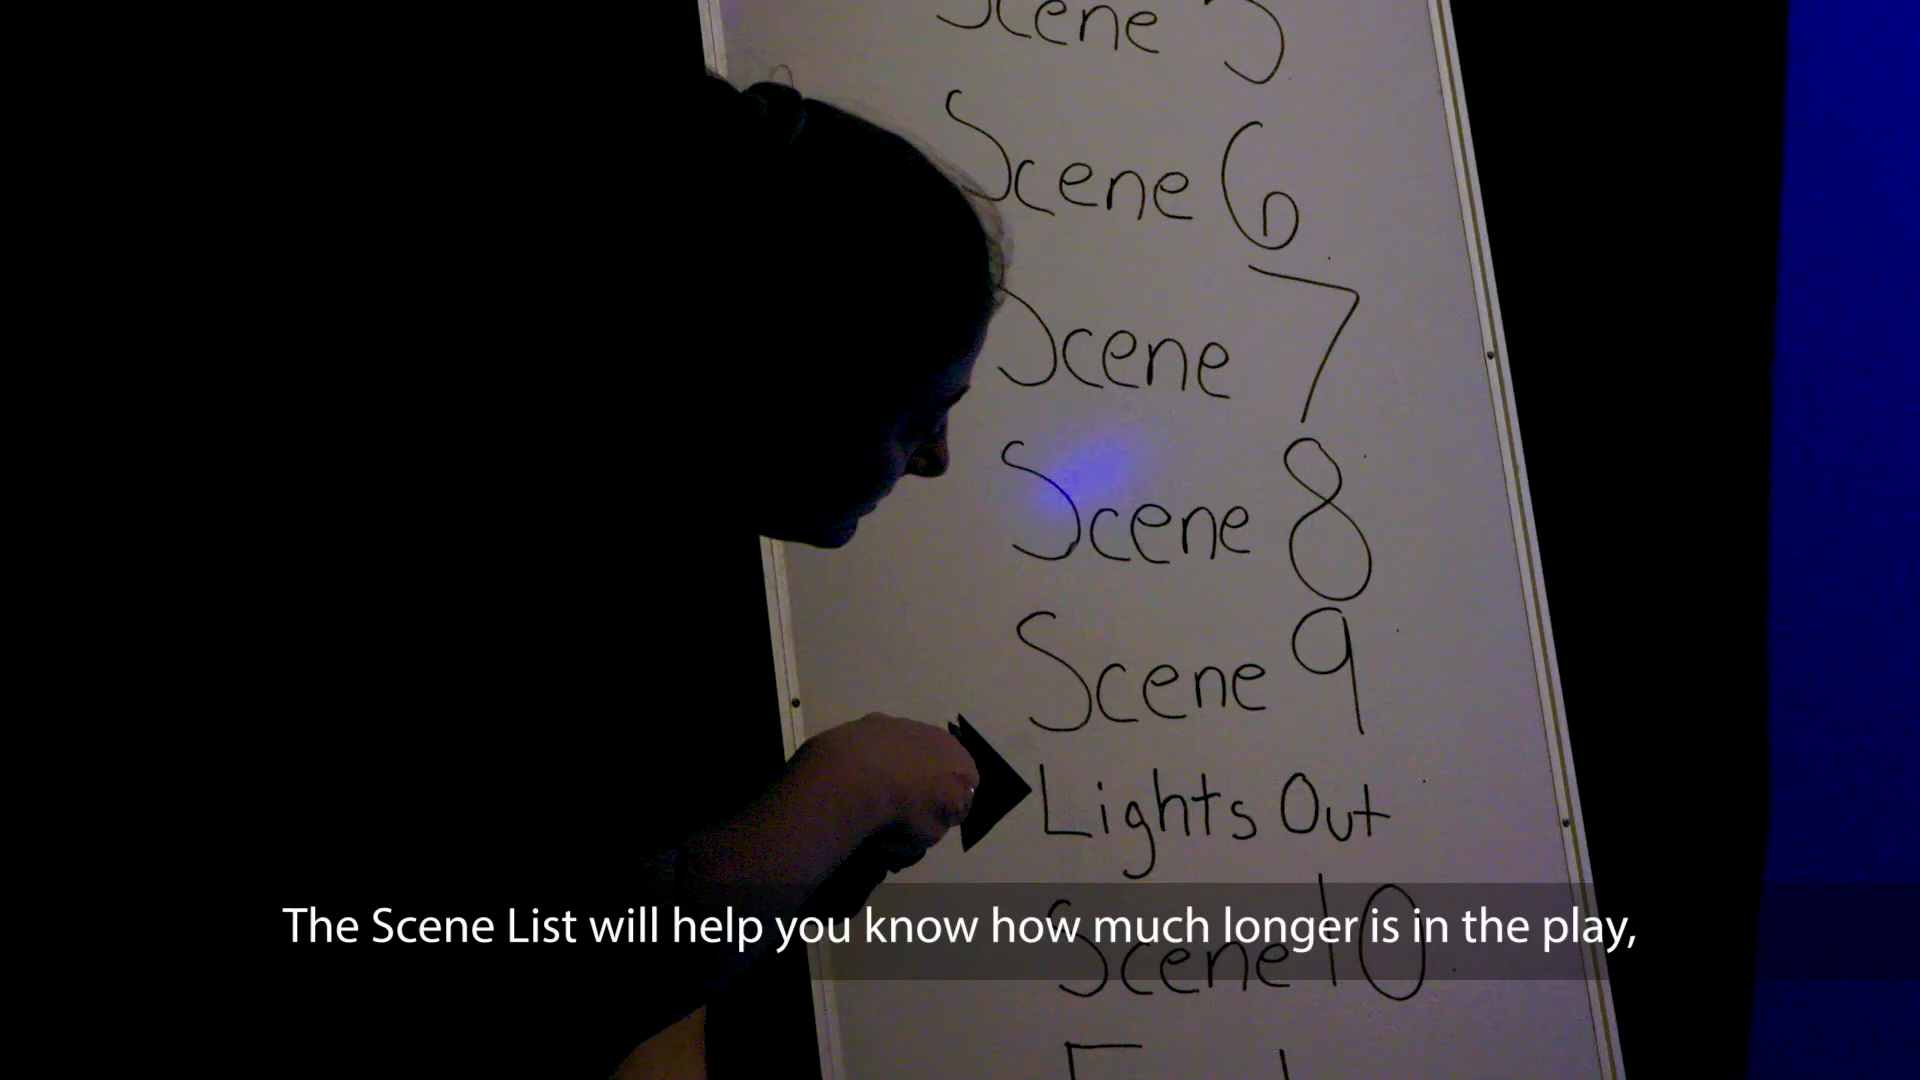 Scene 5
Scene 6
Scene 7
Scene 8
Scene 9
Lights Out
The Scene List will help you know how much longer is in the play,
Scene 10